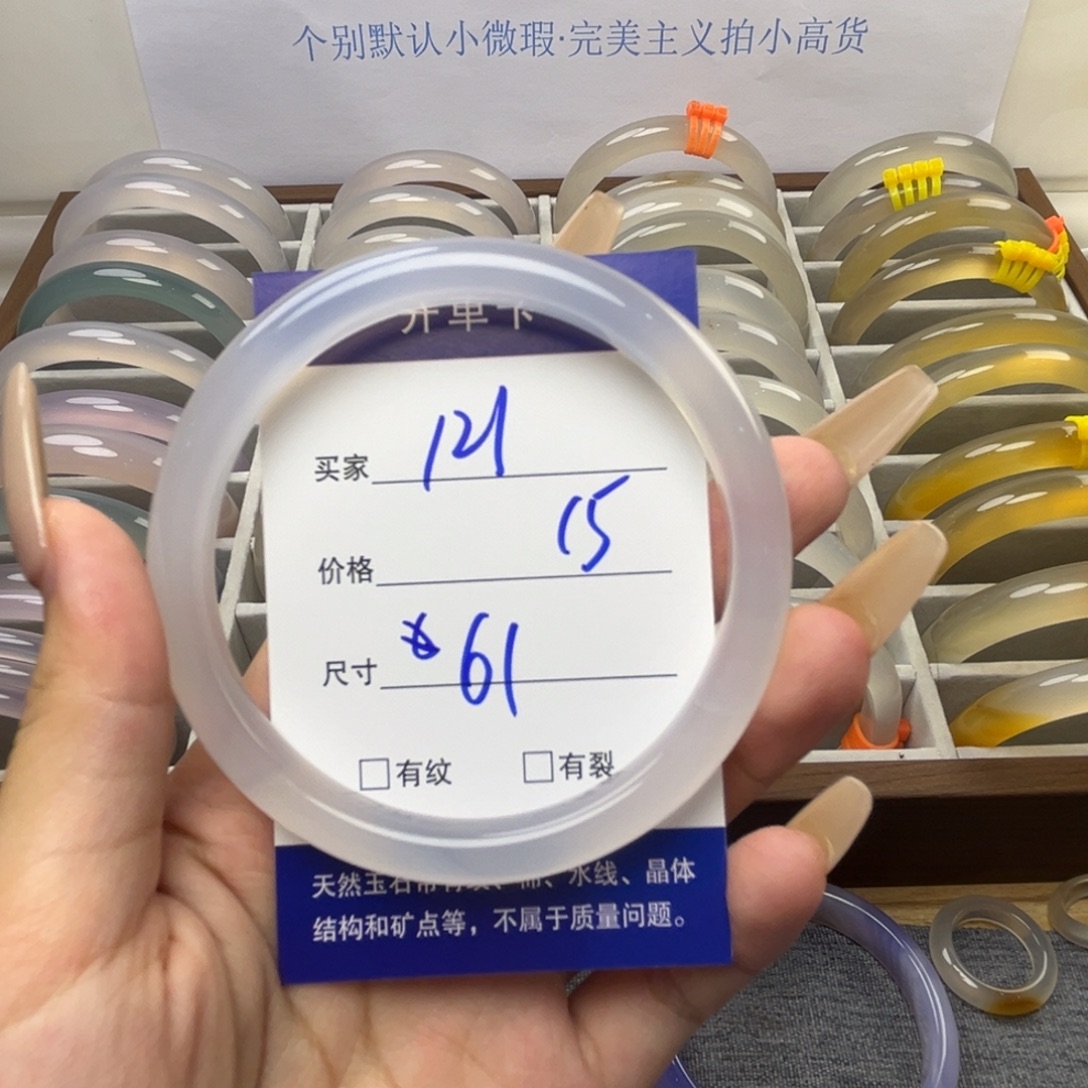 个别默认小微瑕·完美主义拍小高货
开单卡
买家 121
15
价格
尺寸 61
有纹 有裂
天然玉石带有纹、棉、水线、晶体
结构和矿点等，不属于质量问题。